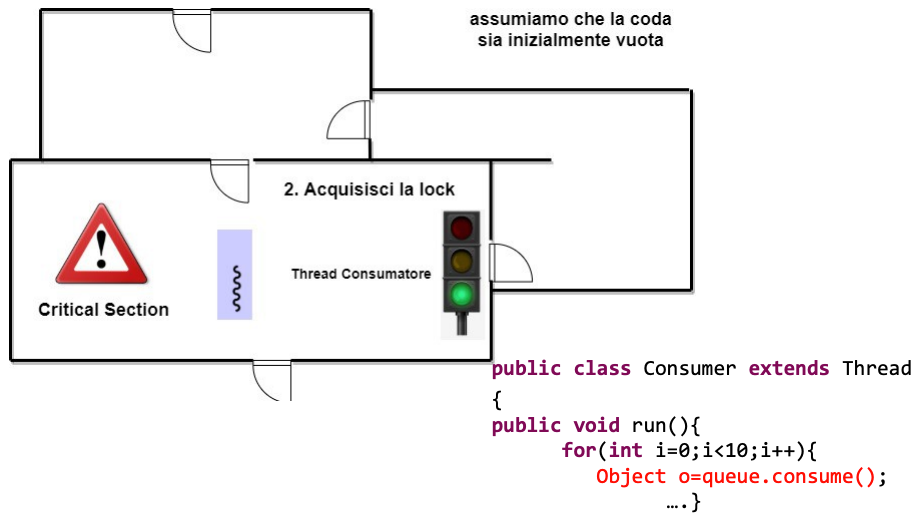 assumiamo che la coda
sia inizialmente vuota
2. Acquisisci la lock
Thread Consumatore
Critical Section
public class Consumer extends Thread
{
public void run(){
for(int i=0;i<10;i++){
Object o=queue.consume();
….}